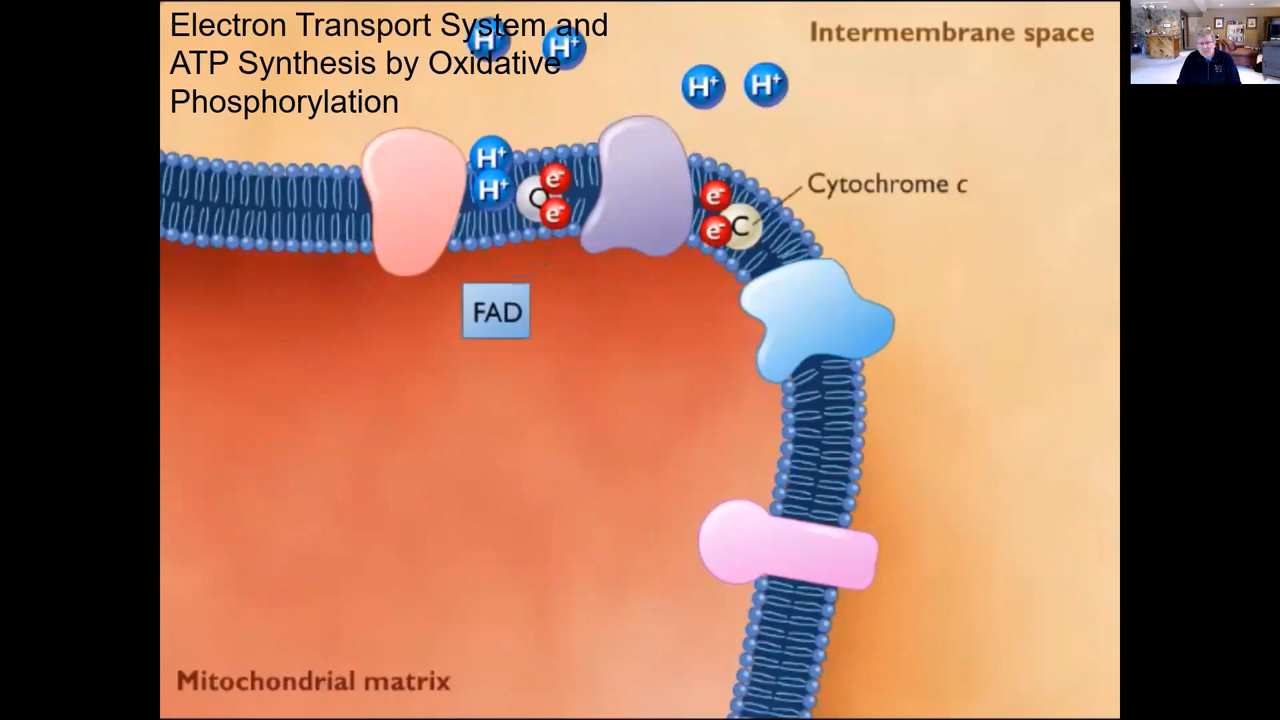 Electron Transport System and
ATP Synthesis by Oxidative
Phosphorylation
Intermembrane space
H+
H+
H+
H+
H+
H+
Q
e-
e-
e-
e-
C
Cytochrome c
FAD
Mitochondrial matrix